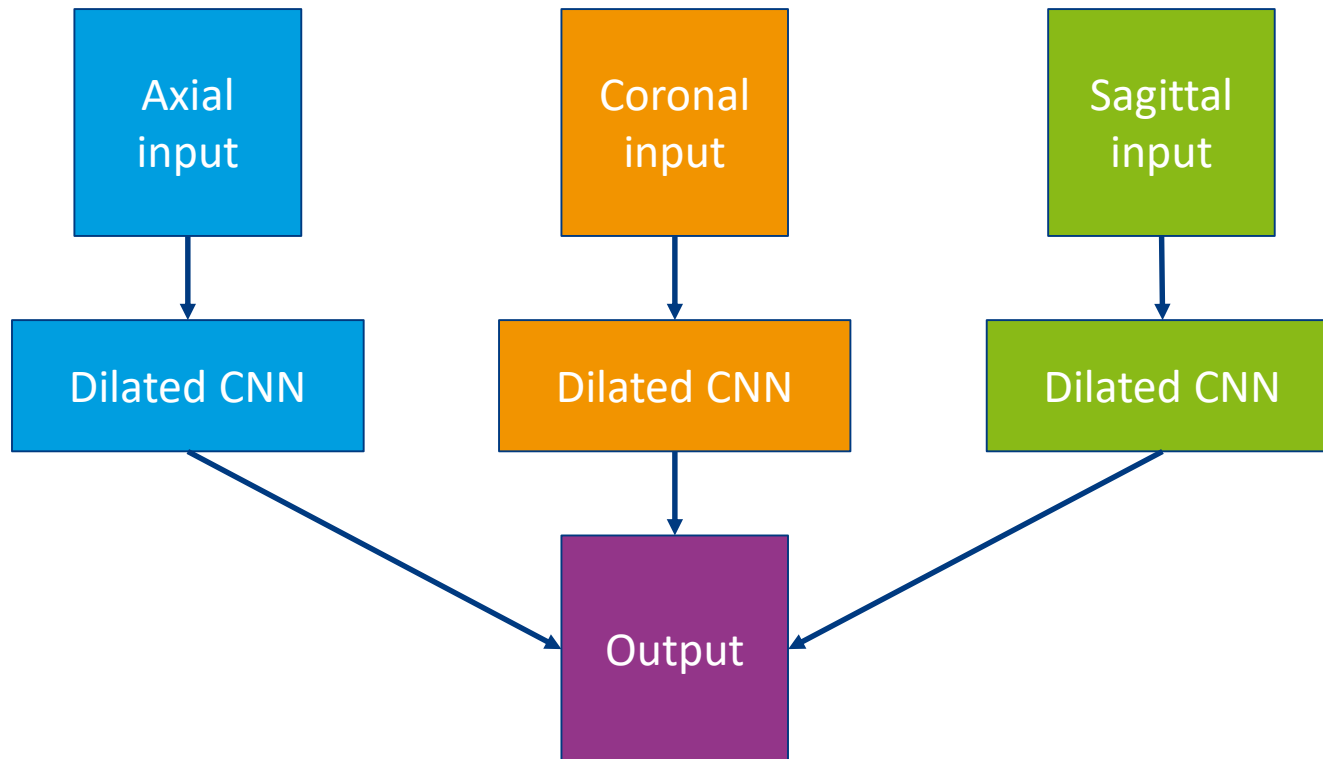 Axial
input
Coronal
input
Sagittal
input
Dilated CNN
Dilated CNN
Dilated CNN
Output